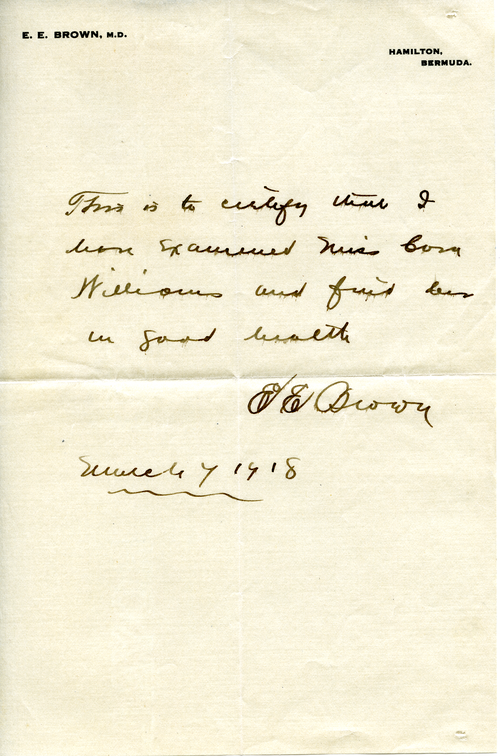 E. E. BROWN, M.D.
HAMILTON,
BERMUDA.
This is to certify that I
have examined Miss Cora
Williams and find her
in good health
E E Brown
March 7 1918